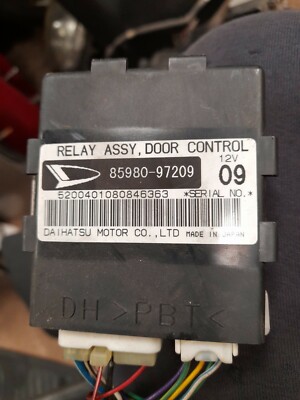 RELAY ASSY, DOOR CONTROL
12V
85980-97209 09
5200401080846363 *SERIAL NO.*
DAIHATSU MOTOR CO., LTD MADE IN JAPAN
DH >PBT<